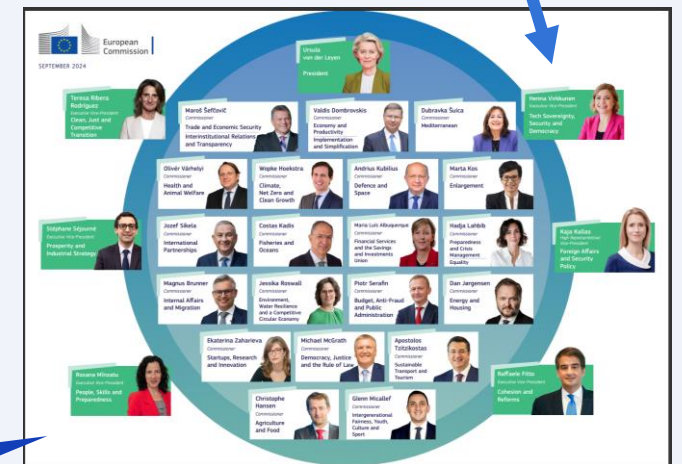 European
Commission
SEPTEMBER 2024
Ursula
von der Leyen
President
Teresa Ribera
Rodríguez
Executive Vice-President
Clean, Just and
Competitive
Transition
Maroš Šefčovič
Commissioner
Trade and Economic Security
Interinstitutional Relations
and Transparency
Valdis Dombrovskis
Commissioner
Economy and
Productivity
Implementation
and Simplification
Dubravka Šuica
Commissioner
Mediterranean
Henna Virkkunen
Executive Vice-President
Tech Sovereignty,
Security and
Democracy
Olivér Várhelyi
Commissioner
Health and
Animal Welfare
Wopke Hoekstra
Commissioner
Climate,
Net Zero and
Clean Growth
Andrius Kubilius
Commissioner
Defence and
Space
Marta Kos
Commissioner
Enlargement
Stéphane Séjourné
Executive Vice-President
Prosperity and
Industrial Strategy
Jozef Síkela
Commissioner
International
Partnerships
Costas Kadis
Commissioner
Fisheries and
Oceans
Maria Luís Albuquerque
Commissioner
Financial Services
and the Savings
and Investments
Union
Hadja Lahbib
Commissioner
Preparedness
and Crisis
Management
Equality
Kaja Kallas
High Representative
Vice-President
Foreign Affairs
and Security
Policy
Magnus Brunner
Commissioner
Internal Affairs
and Migration
Jessika Roswall
Commissioner
Environment,
Water Resilience
and a Competitive
Circular Economy
Piotr Serafin
Commissioner
Budget, Anti-Fraud
and Public
Administration
Dan Jørgensen
Commissioner
Energy and
Housing
Ekaterina Zaharieva
Commissioner
Startups, Research
and Innovation
Michael McGrath
Commissioner
Democracy, Justice
and the Rule of Law
Apostolos
Tzitzikostas
Commissioner
Sustainable
Transport and
Tourism
Roxana Mînzatu
Executive Vice-President
People, Skills and
Preparedness
Raffaele Fitto
Executive Vice-President
Cohesion and
Reforms
Christophe
Hansen
Commissioner
Agriculture
and Food
Glenn Micallef
Commissioner
Intergenerational
Fairness, Youth,
Culture and
Sport